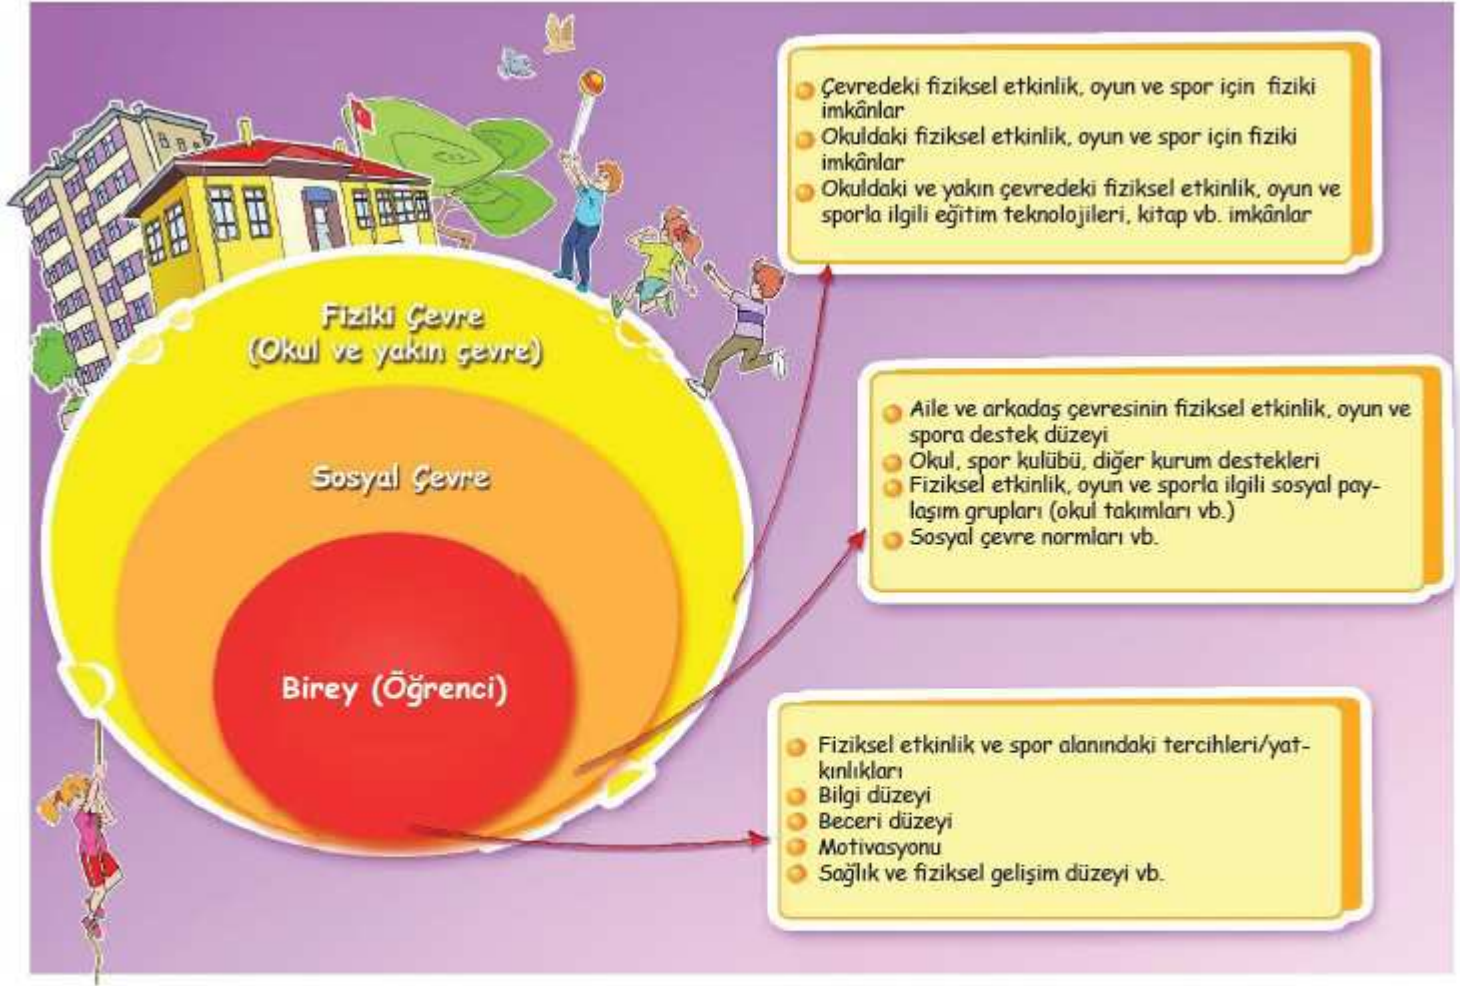 Fiziki Çevre
(Okul ve yakın çevre)
Sosyal Çevre
Birey (Öğrenci)
Çevredeki fiziksel etkinlik, oyun ve spor için fiziki
imkânlar
Okuldaki fiziksel etkinlik, oyun ve spor için fiziki
imkânlar
Okuldaki ve yakın çevredeki fiziksel etkinlik, oyun ve
sporla ilgili eğitim teknolojileri, kitap vb. imkânlar
Aile ve arkadaş çevresinin fiziksel etkinlik, oyun ve
spora destek düzeyi
Okul, spor kulübü, diğer kurum destekleri
Fiziksel etkinlik, oyun ve sporla ilgili sosyal pay-
laşım grupları (okul takımları vb.)
Sosyal çevre normları vb.
Fiziksel etkinlik ve spor alanındaki tercihleri/yat-
kınlıkları
Bilgi düzeyi
Beceri düzeyi
Motivasyonu
Sağlık ve fiziksel gelişim düzeyi vb.